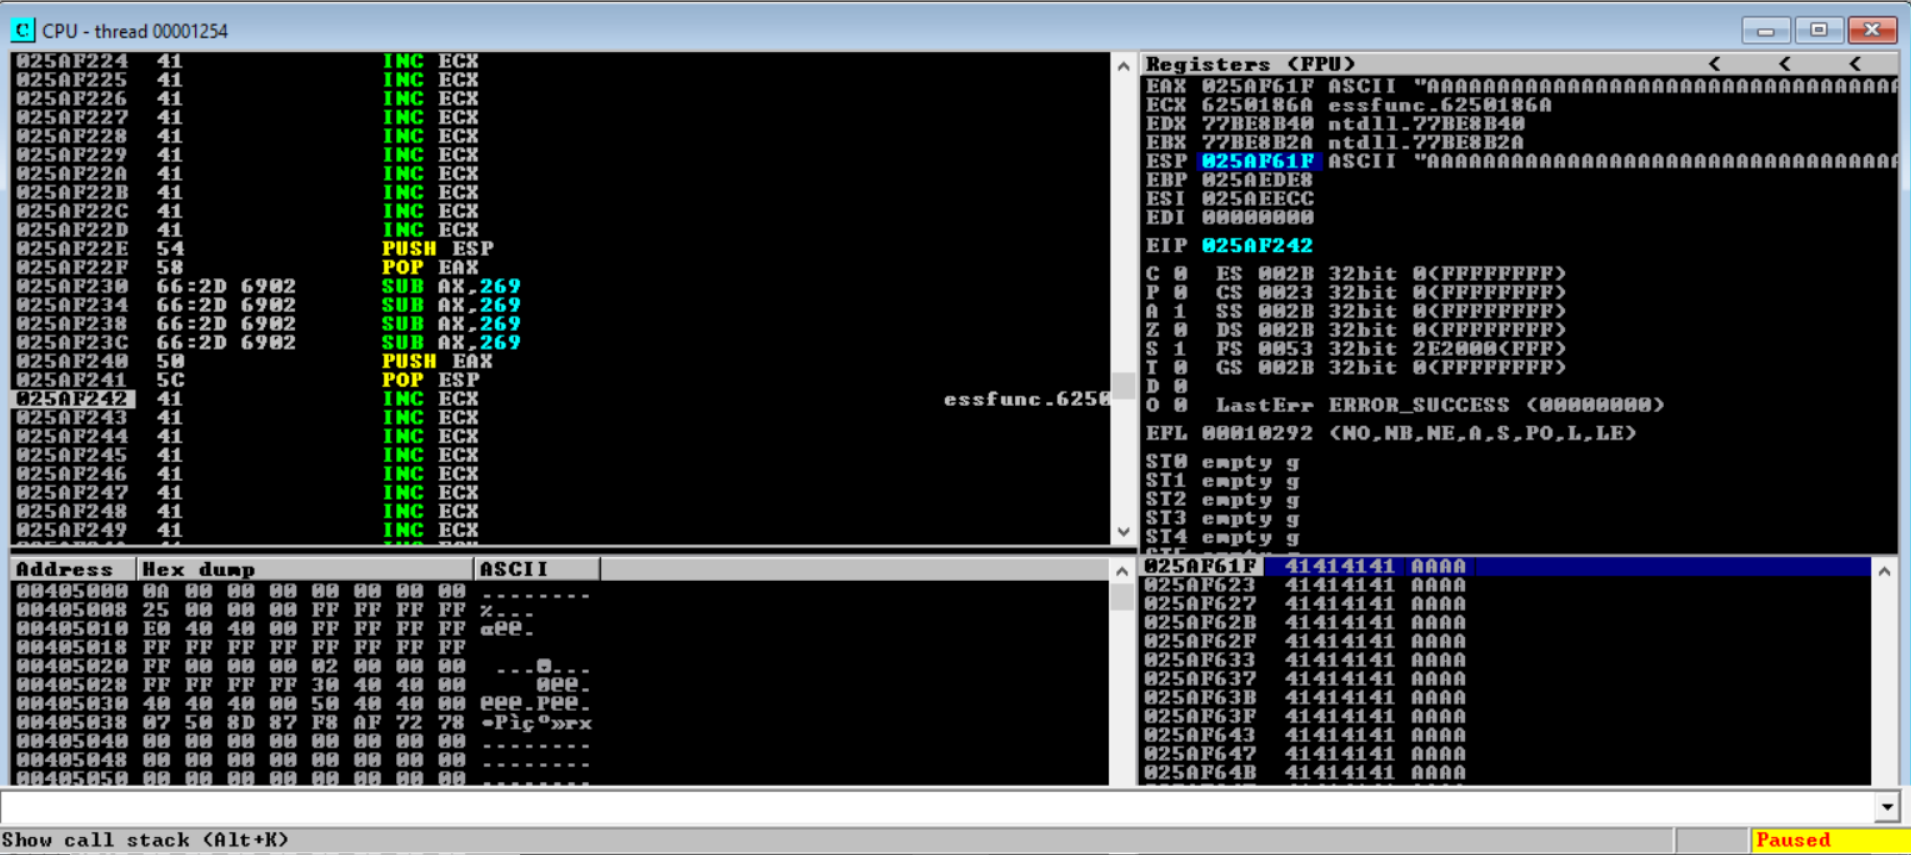 CPU - thread 00001254
025AF224 41 INC ECX
025AF225 41 INC ECX
025AF226 41 INC ECX
025AF227 41 INC ECX
025AF228 41 INC ECX
025AF229 41 INC ECX
025AF22A 41 INC ECX
025AF22B 41 INC ECX
025AF22C 41 INC ECX
025AF22D 41 INC ECX
025AF22E 54 PUSH ESP
025AF22F 58 POP EAX
025AF230 66:2D 6902 SUB AX,269
025AF234 66:2D 6902 SUB AX,269
025AF238 66:2D 6902 SUB AX,269
025AF23C 66:2D 6902 SUB AX,269
025AF240 50 PUSH EAX
025AF241 5C POP ESP
025AF242 41 INC ECX essfunc.6250
025AF243 41 INC ECX
025AF244 41 INC ECX
025AF245 41 INC ECX
025AF246 41 INC ECX
025AF247 41 INC ECX
025AF248 41 INC ECX
025AF249 41 INC ECX
Registers (FPU) < < <
EAX 025AF61F ASCII "AAAAAAAAAAAAAAAAAAAAAAAAAAAAAAAAA
ECX 6250186A essfunc.6250186A
EDX 77BE8B40 ntdll.77BE8B40
EBX 77BE8B2A ntdll.77BE8B2A
ESP 025AF61F ASCII "AAAAAAAAAAAAAAAAAAAAAAAAAAAAAAAAA
EBP 025AEDE8
ESI 025AEECC
EDI 00000000
EIP 025AF242
C 0 ES 002B 32bit 0(FFFFFFFF)
P 0 CS 0023 32bit 0(FFFFFFFF)
A 1 SS 002B 32bit 0(FFFFFFFF)
Z 0 DS 002B 32bit 0(FFFFFFFF)
S 1 FS 0053 32bit 2E2000(FFF)
T 0 GS 002B 32bit 0(FFFFFFFF)
D 0
O 0 LastErr ERROR_SUCCESS (00000000)
EFL 00010292 (NO,NB,NE,A,S,PO,L,LE)
ST0 empty g
ST1 empty g
ST2 empty g
ST3 empty g
ST4 empty g
Address Hex dump ASCII
00405000 0A 00 00 00 00 00 00 00 ........
00405008 25 00 00 00 FF FF FF FF %...
00405010 E0 40 40 00 FF FF FF FF α@@.
00405018 FF FF FF FF FF FF FF FF
00405020 FF 00 00 00 02 00 00 00 ...☻...
00405028 FF FF FF FF 30 40 40 00 0@@.
00405030 40 40 40 00 50 40 40 00 @@@.P@@.
00405038 07 50 8D 87 F8 AF 72 78 •Pìç°»rx
00405040 00 00 00 00 00 00 00 00 ........
00405048 00 00 00 00 00 00 00 00 ........
00405050 00 00 00 00 00 00 00 00 ........
025AF61F 41414141 AAAA
025AF623 41414141 AAAA
025AF627 41414141 AAAA
025AF62B 41414141 AAAA
025AF62F 41414141 AAAA
025AF633 41414141 AAAA
025AF637 41414141 AAAA
025AF63B 41414141 AAAA
025AF63F 41414141 AAAA
025AF643 41414141 AAAA
025AF647 41414141 AAAA
025AF64B 41414141 AAAA
Show call stack (Alt+K)
Paused